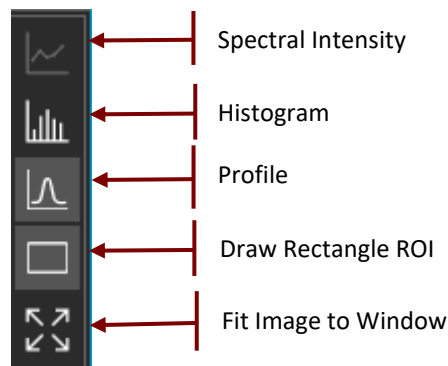 Spectral Intensity
Histogram
Profile
Draw Rectangle ROI
Fit Image to Window